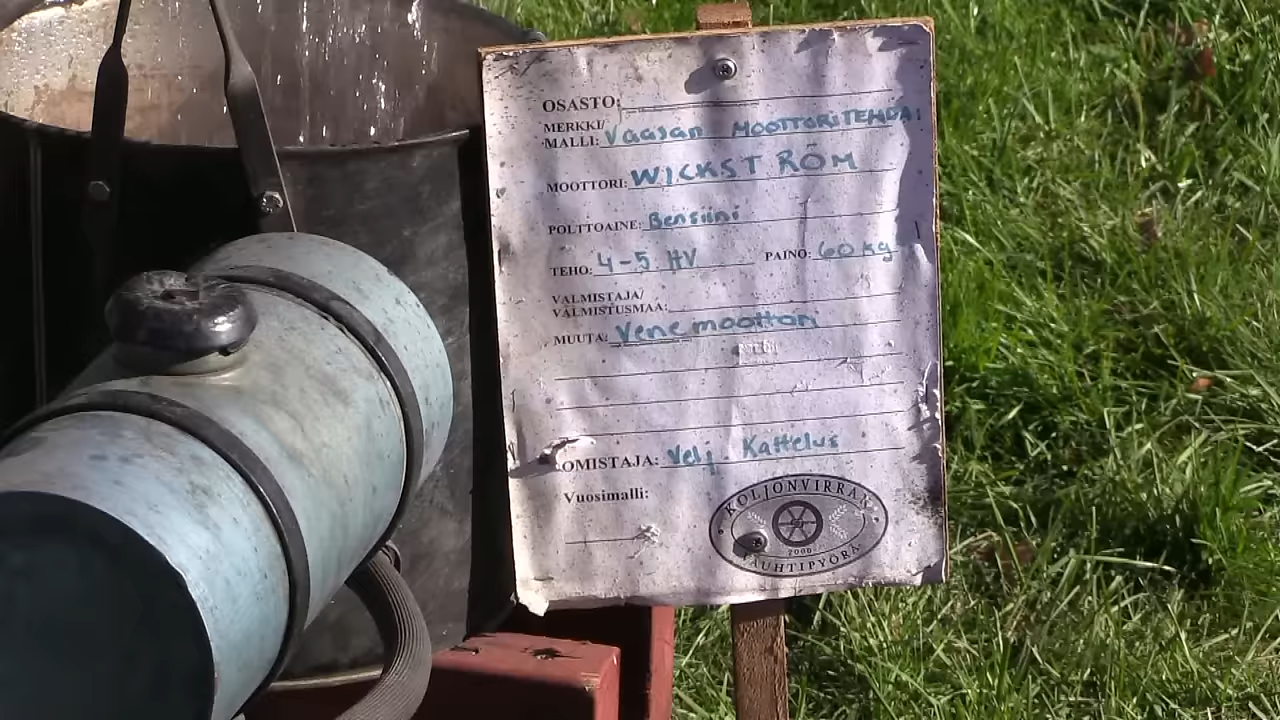 OSASTO:
MERKKI/
MALLI: Vaasan MOOTTORITEHDAS
MOOTTORI: WICKSTRÖM
POLTTOAINE: Bensiini
TEHO: 4-5 HV PAINO: 60 kg
VALMISTAJA/
VALMISTUSMAA:
MUUTA: Venemoottori
OMISTAJA: Velj. Kattelus
Vuosimalli:
KOLJONVIRRAN
2000
VAUHTIPYÖRÄ